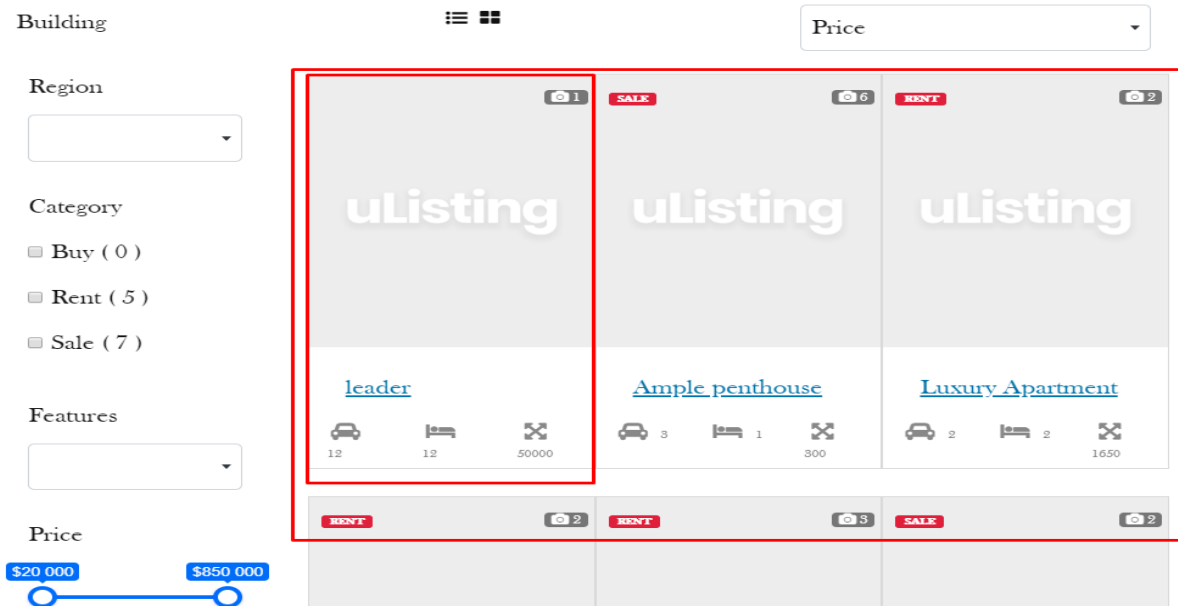 Building
Price
Region
Category
Buy ( 0 )
Rent ( 5 )
Sale ( 7 )
Features
Price
$20 000 $850 000
1 SALE 6 RENT 2
uListing uListing uListing
leader Ample penthouse Luxury Apartment
12 12 50000
3 1 300
2 2 1650
RENT 2 RENT 3 SALE 2